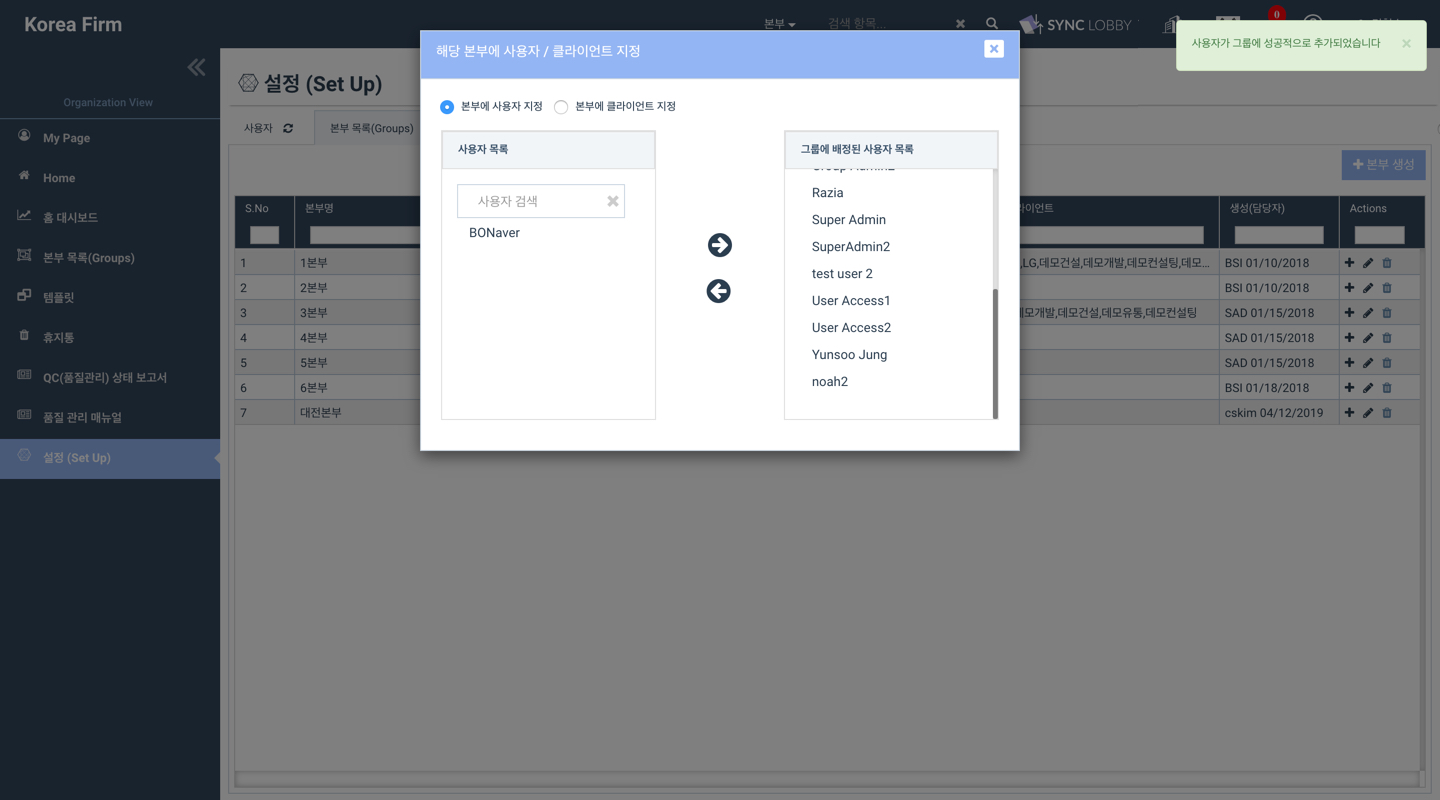 Korea Firm
본부
검색 항목...
SYNC LOBBY
0
사용자가 그룹에 성공적으로 추가되었습니다
Organization View
My Page
Home
홈 대시보드
본부 목록(Groups)
템플릿
휴지통
QC(품질관리) 상태 보고서
품질 관리 매뉴얼
설정 (Set Up)
설정 (Set Up)
사용자
본부 목록(Groups)
본부 생성
해당 본부에 사용자 / 클라이언트 지정
본부에 사용자 지정
본부에 클라이언트 지정
사용자 목록
사용자 검색
BONaver
그룹에 배정된 사용자 목록
Group Admin2
Razia
Super Admin
SuperAdmin2
test user 2
User Access1
User Access2
Yunsoo Jung
noah2
S.No 본부명 라이언트 생성(담당자) Actions
1 1본부 ,LG,데모건설,데모개발,데모컨설팅,데모... BSI 01/10/2018
2 2본부 BSI 01/10/2018
3 3본부 데모개발,데모건설,데모유통,데모컨설팅 SAD 01/15/2018
4 4본부 SAD 01/15/2018
5 5본부 SAD 01/15/2018
6 6본부 BSI 01/18/2018
7 대전본부 cskim 04/12/2019